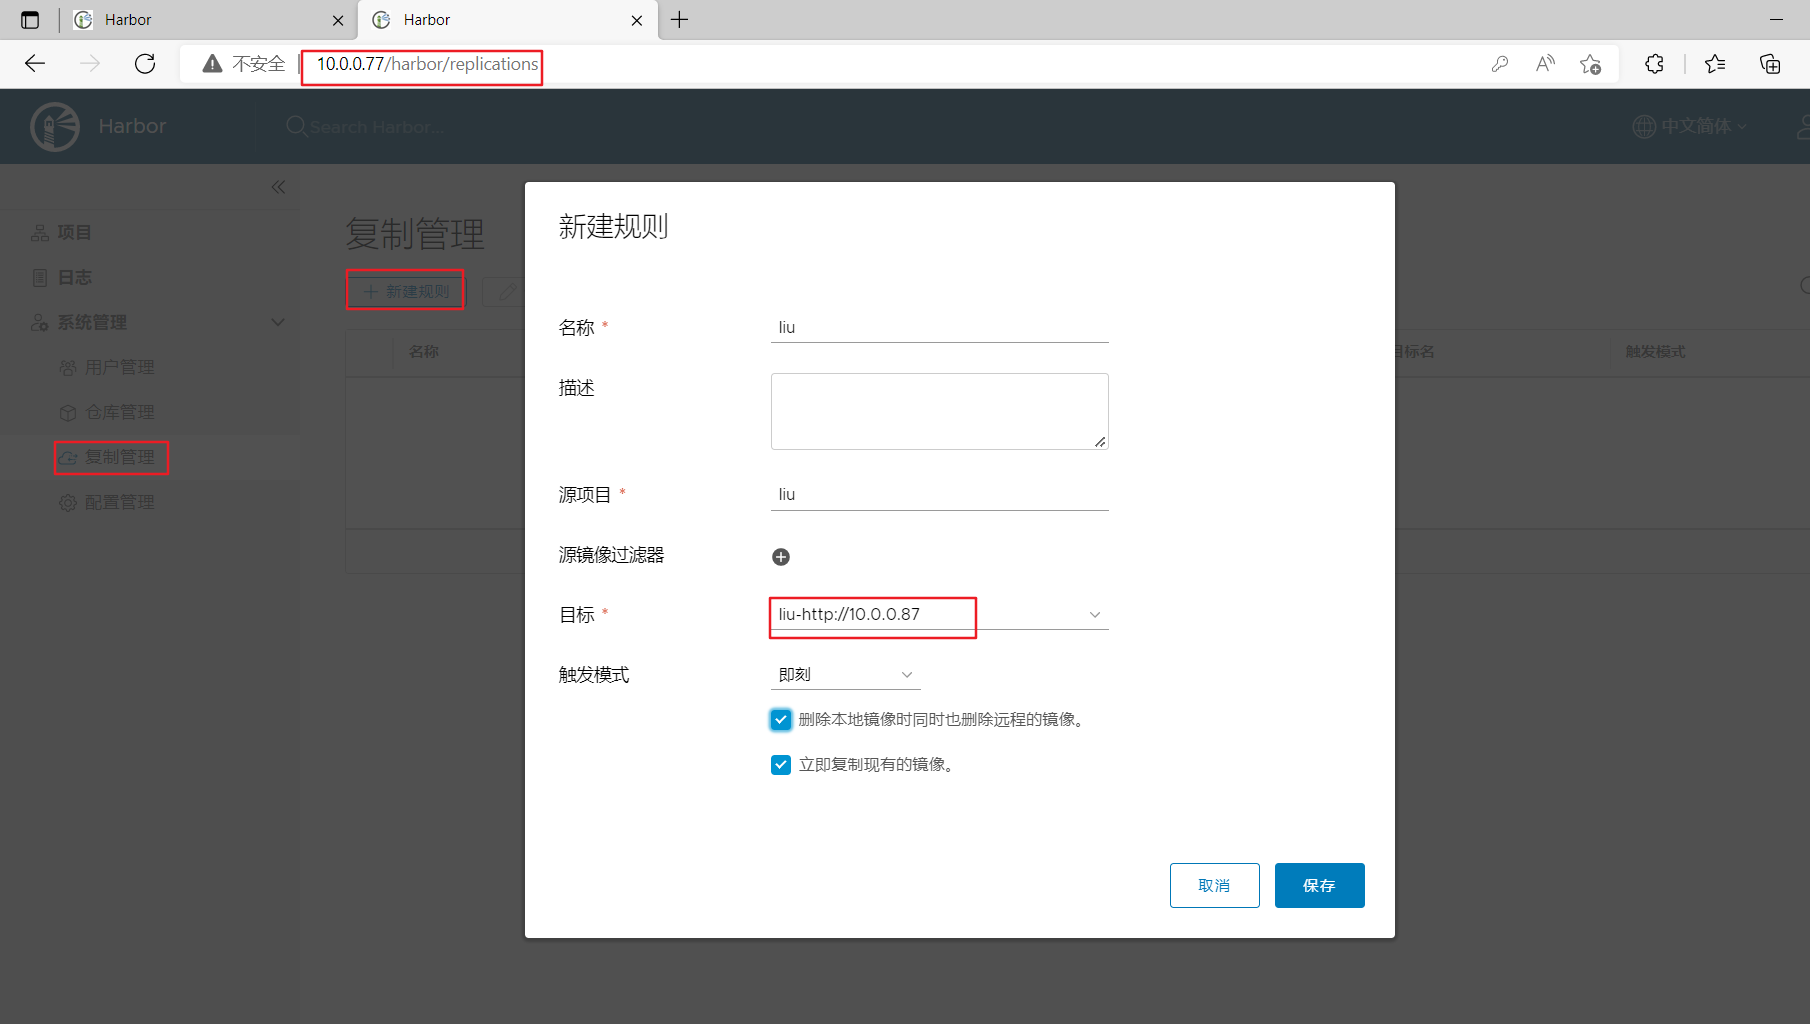 Harbor
Harbor
不安全
10.0.0.77/harbor/replications
Harbor
Search Harbor...
中文简体
项目
日志
系统管理
用户管理
仓库管理
复制管理
配置管理
复制管理
新建规则
名称
目标名
触发模式
新建规则
名称 *
liu
描述
源项目 *
liu
源镜像过滤器
目标 *
liu-http://10.0.0.87
触发模式
即刻
删除本地镜像时同时也删除远程的镜像。
立即复制现有的镜像。
取消
保存